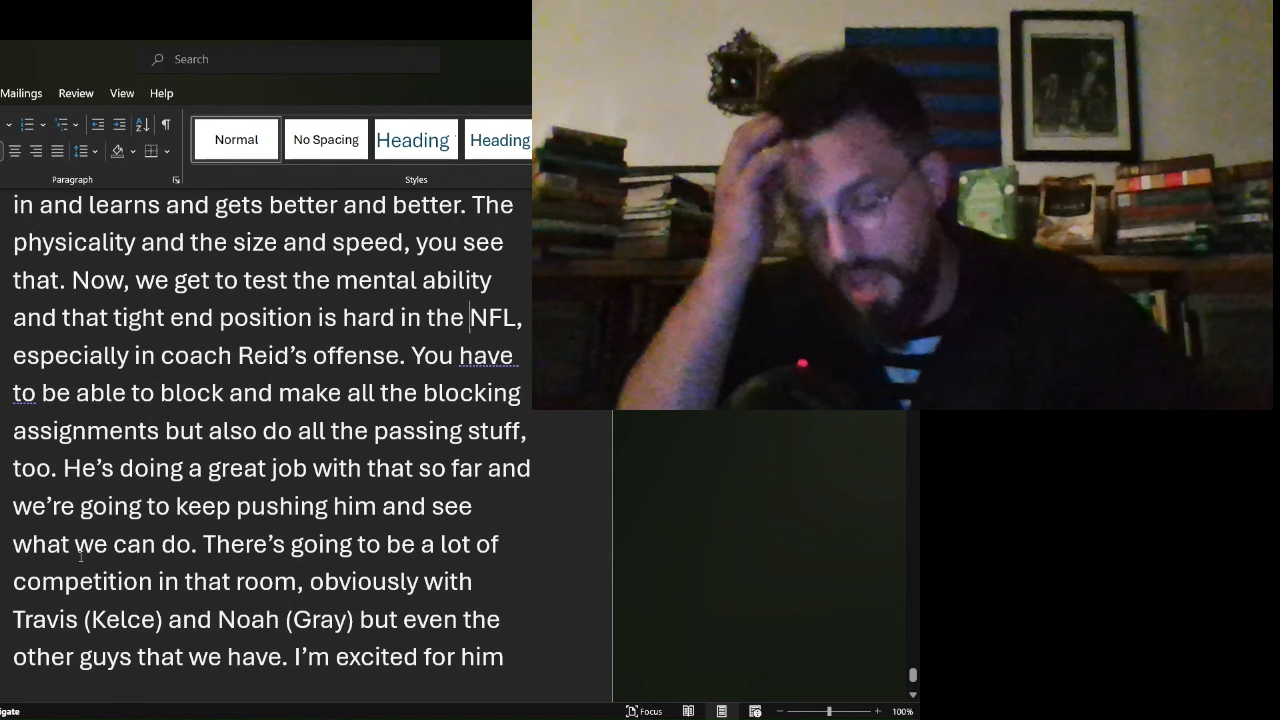 Search
Mailings Review View Help
Normal No Spacing Heading Heading
Paragraph Styles
in and learns and gets better and better. The
physicality and the size and speed, you see
that. Now, we get to test the mental ability
and that tight end position is hard in the NFL,
especially in coach Reid’s offense. You have
to be able to block and make all the blocking
assignments but also do all the passing stuff,
too. He’s doing a great job with that so far and
we’re going to keep pushing him and see
what we can do. There’s going to be a lot of
competition in that room, obviously with
Travis (Kelce) and Noah (Gray) but even the
other guys that we have. I’m excited for him
Focus 100%